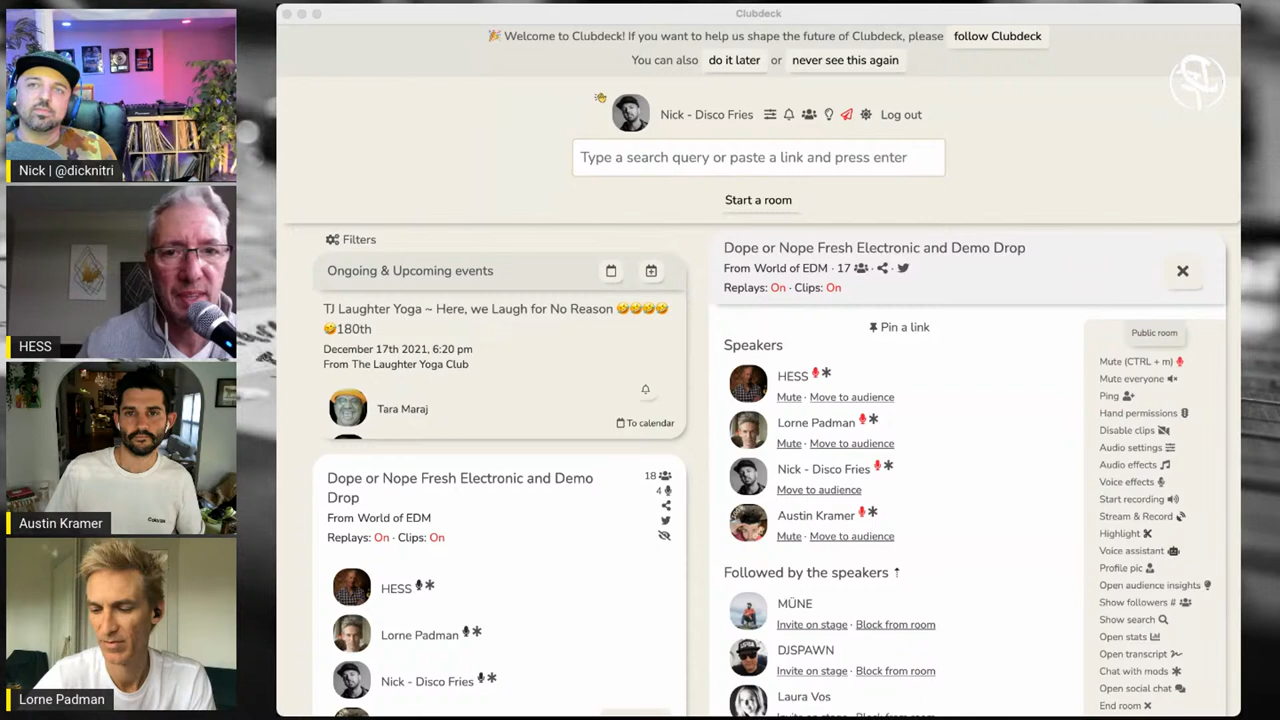 Clubdeck
🎉 Welcome to Clubdeck! If you want to help us shape the future of Clubdeck, please follow Clubdeck
You can also do it later or never see this again
Nick - Disco Fries Log out
Type a search query or paste a link and press enter
Start a room
Nick | @dicknitri
HESS
Austin Kramer
Lorne Padman
Filters
Ongoing & Upcoming events
TJ Laughter Yoga ~ Here, we Laugh for No Reason 🤣🤣🤣🤣
🤣180th
December 17th 2021, 6:20 pm
From The Laughter Yoga Club
Tara Maraj
To calendar
Dope or Nope Fresh Electronic and Demo
Drop
18
4
From World of EDM
Replays: On · Clips: On
HESS
Lorne Padman
Nick - Disco Fries
Dope or Nope Fresh Electronic and Demo Drop
From World of EDM · 17 · ·
Replays: On · Clips: On
Pin a link
Speakers
HESS
Mute · Move to audience
Lorne Padman
Mute · Move to audience
Nick - Disco Fries
Move to audience
Austin Kramer
Mute · Move to audience
Followed by the speakers ↑
MÜNE
Invite on stage · Block from room
DJSPAWN
Invite on stage · Block from room
Laura Vos
Invite on stage · Block from room
Public room
Mute (CTRL + m)
Mute everyone
Ping
Hand permissions
Disable clips
Audio settings
Audio effects
Voice effects
Start recording
Stream & Record
Highlight
Voice assistant
Profile pic
Open audience insights
Show followers #
Show search
Open stats
Open transcript
Chat with mods
Open social chat
End room